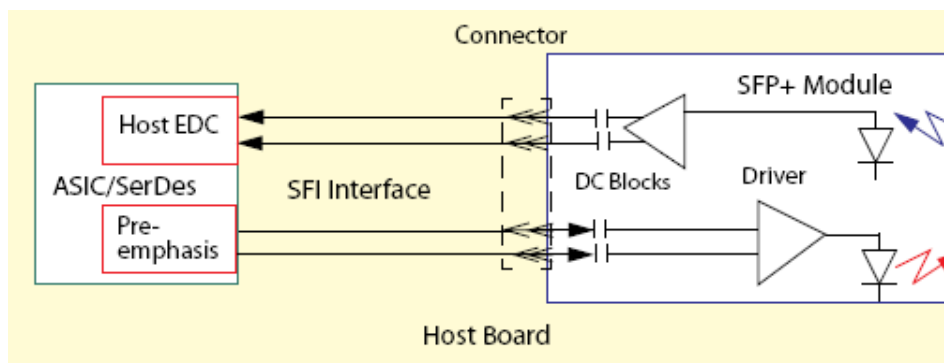 Connector
SFP+ Module
Host EDC
ASIC/SerDes
SFI Interface
DC Blocks
Driver
Pre-
emphasis
Host Board